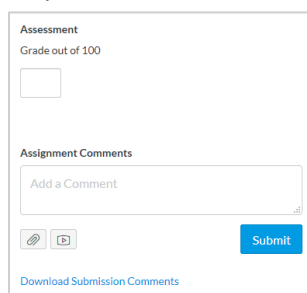 Assessment
Grade out of 100
Assignment Comments
Add a Comment
Submit
Download Submission Comments